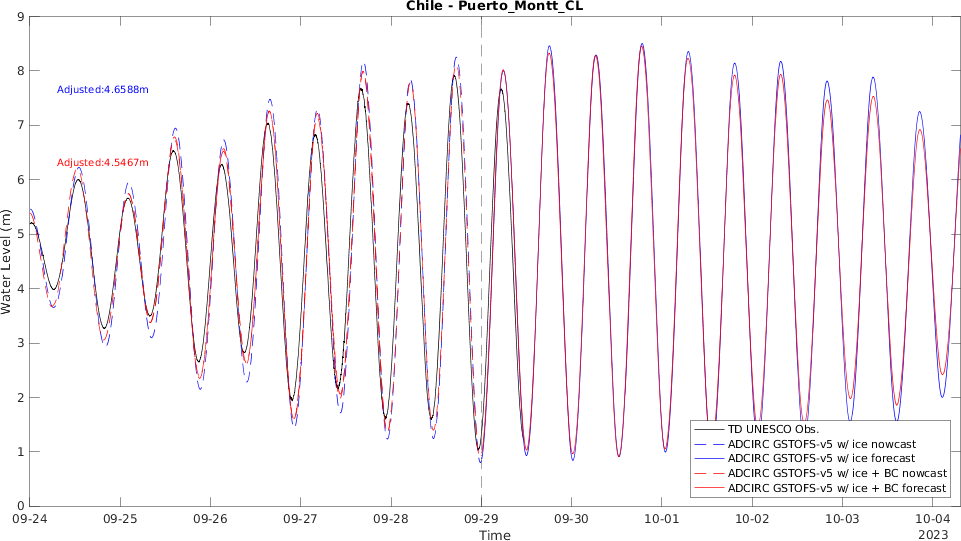 Chile - Puerto_Montt_CL
9
8
7
6
5
4
3
2
1
0
Water Level (m)
Adjusted:4.6588m
Adjusted:4.5467m
TD UNESCO Obs.
ADCIRC GSTOFS-v5 w/ ice nowcast
ADCIRC GSTOFS-v5 w/ ice forecast
ADCIRC GSTOFS-v5 w/ ice + BC nowcast
ADCIRC GSTOFS-v5 w/ ice + BC forecast
09-24 09-25 09-26 09-27 09-28 09-29 09-30 10-01 10-02 10-03 10-04
Time
2023